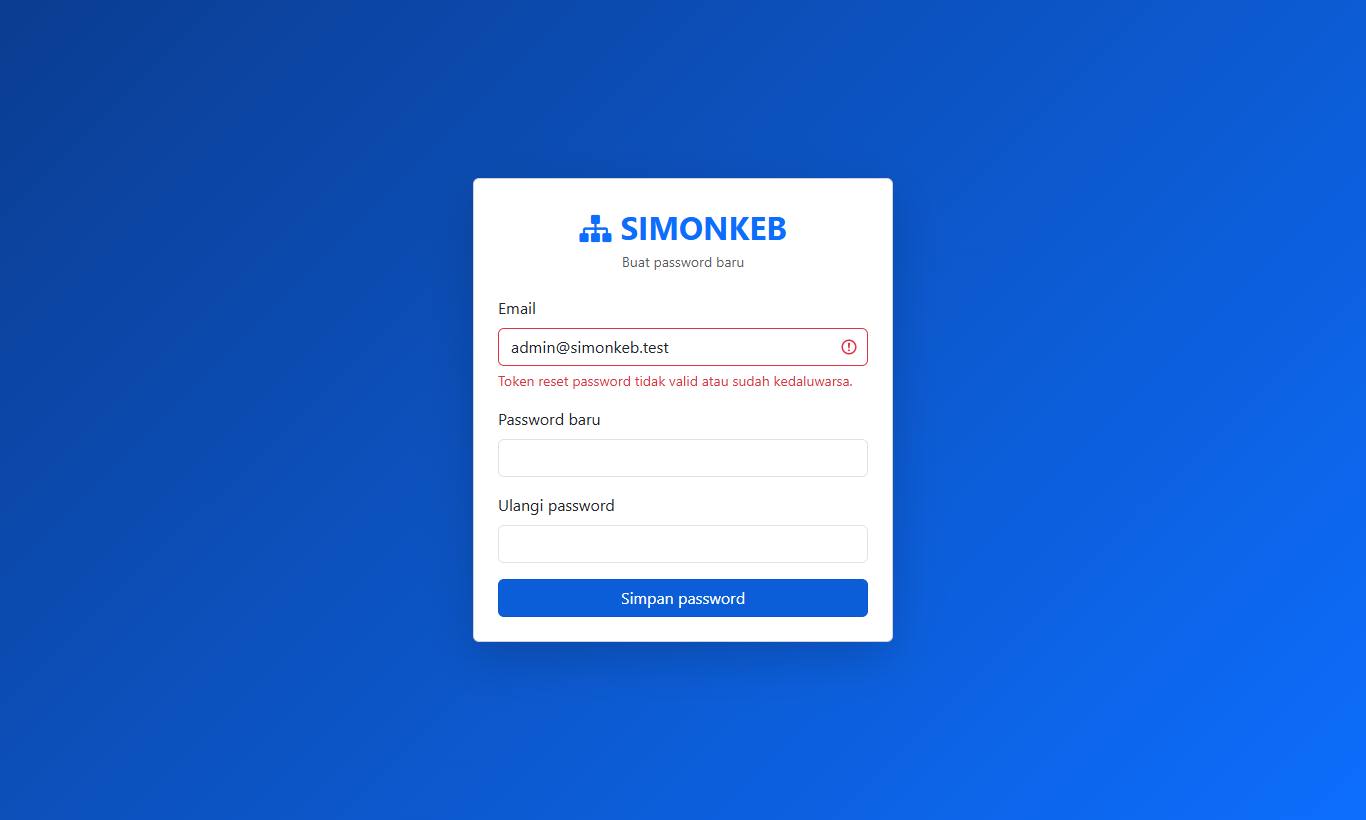 SIMONKEB
Buat password baru
Email
admin@simonkeb.test
Token reset password tidak valid atau sudah kedaluwarsa.
Password baru
Ulangi password
Simpan password